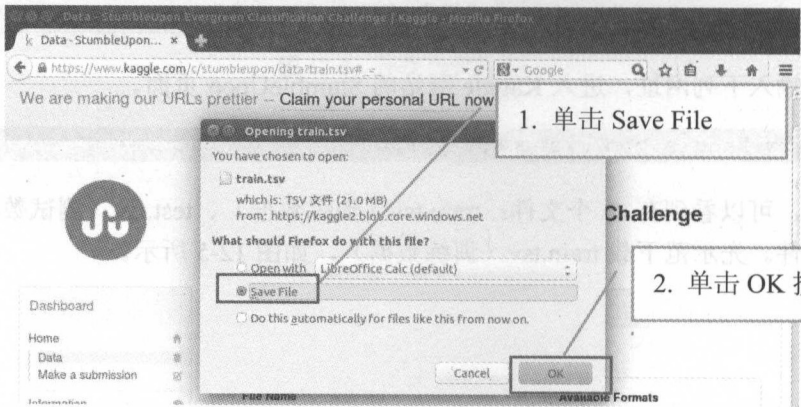 Data - StumbleUpon Evergreen Classification Challenge | Kaggle - Mozilla Firefox
Data - StumbleUpon...
https://www.kaggle.com/c/stumbleupon/data?train.tsv#
Google
We are making our URLs prettier – Claim your personal URL now
1. 单击 Save File
Opening train.tsv
You have chosen to open:
train.tsv
which is: TSV 文件 (21.0 MB)
from: https://kaggle2.blob.core.windows.net
Challenge
What should Firefox do with this file?
Open with LibreOffice Calc (default)
Save File
2. 单击 OK
Do this automatically for files like this from now on.
Cancel
OK
Dashboard
Home
Data
Make a submission
Information
File Name
Available Formats